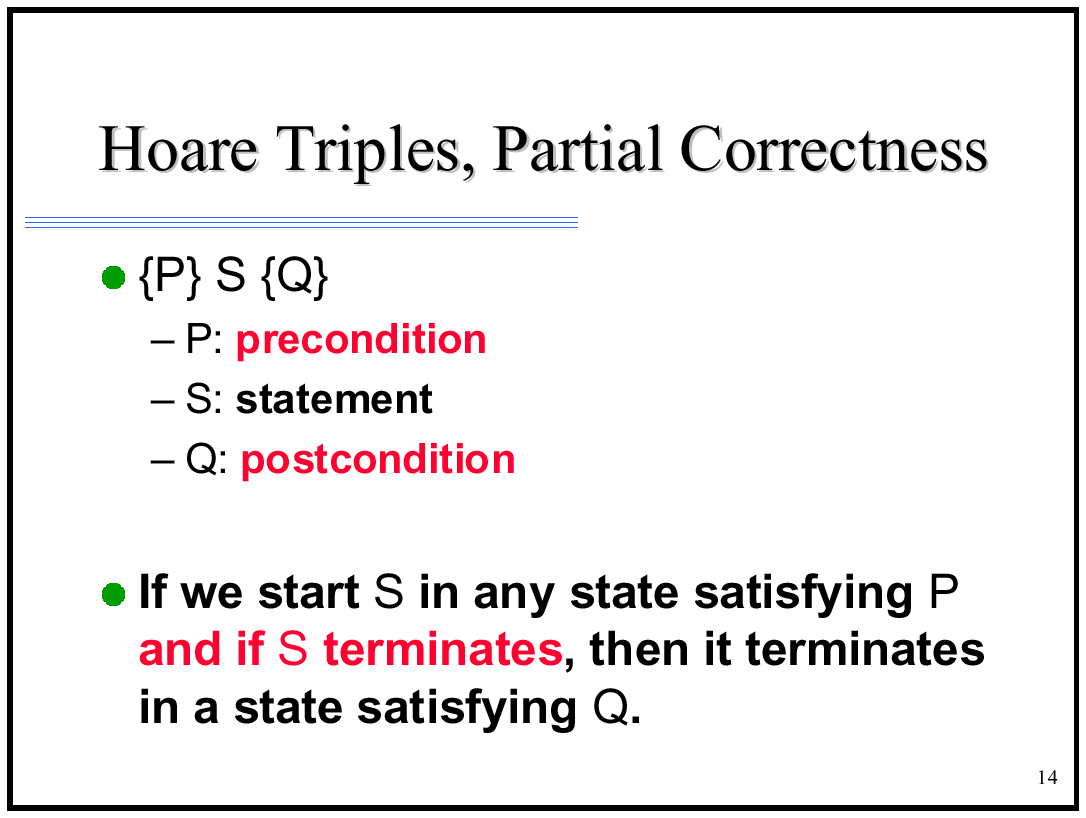 Hoare Triples, Partial Correctness
{P} S {Q}
– P: precondition
– S: statement
– Q: postcondition
If we start S in any state satisfying P
and if S terminates, then it terminates
in a state satisfying Q.
14